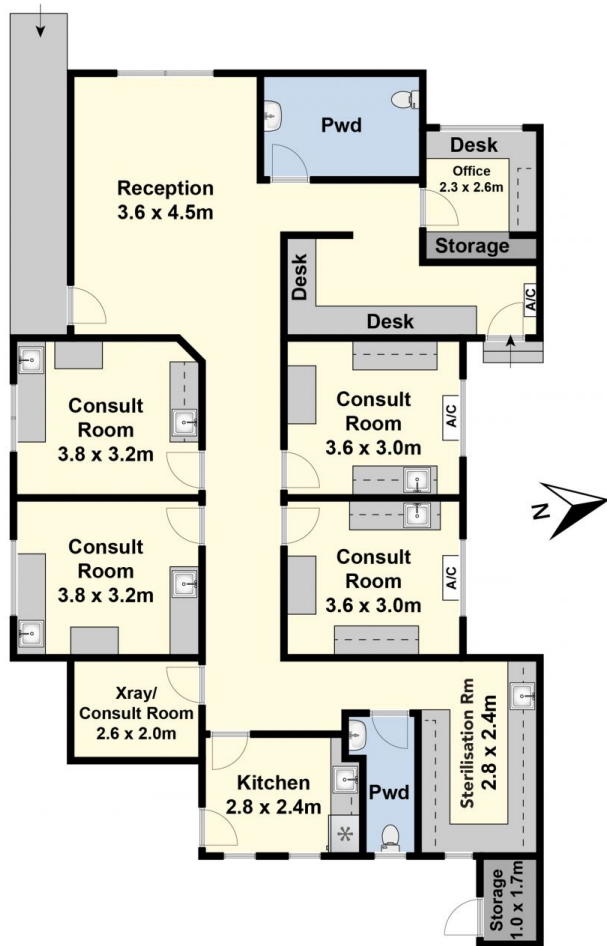 Pwd
Desk
Office
2.3 x 2.6m
Storage
Reception
3.6 x 4.5m
Desk
Desk
A/C
Consult
Room
3.8 x 3.2m
Consult
Room
3.6 x 3.0m
A/C
N
Consult
Room
3.8 x 3.2m
Consult
Room
3.6 x 3.0m
A/C
Xray/
Consult Room
2.6 x 2.0m
Sterilisation Rm
2.8 x 2.4m
Kitchen
2.8 x 2.4m
Pwd
Storage
1.0 x 1.7m